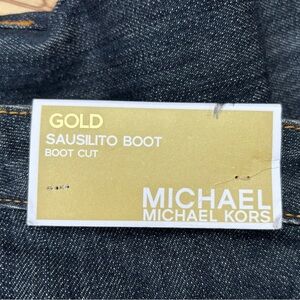 GOLD
SAUSILITO BOOT
BOOT CUT
MICHAEL
MICHAEL KORS